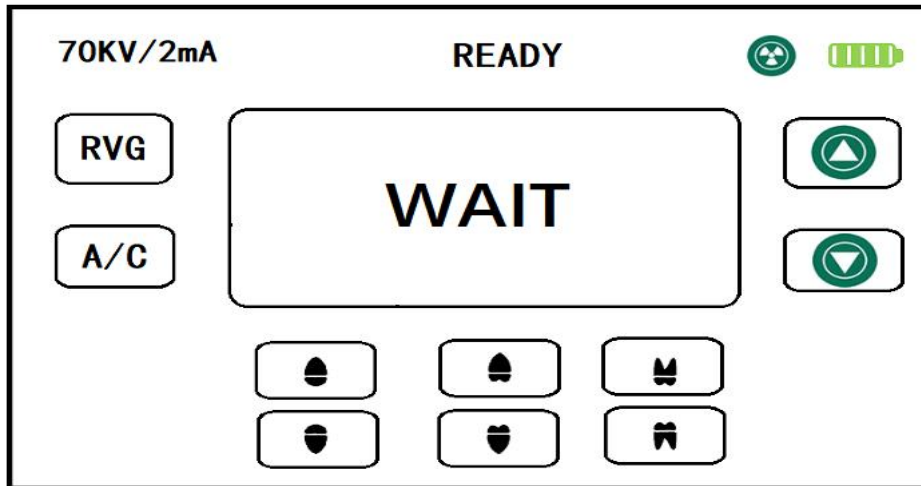 70KV/2mA
READY
RVG
WAIT
A/C